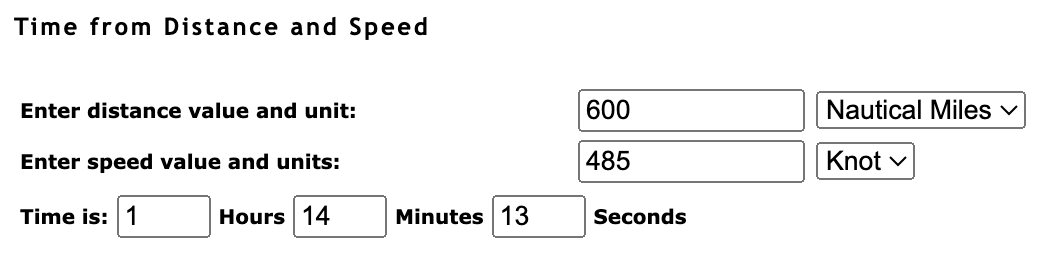 Time from Distance and Speed
Enter distance value and unit: 600 Nautical Miles
Enter speed value and units: 485 Knot
Time is: 1 Hours 14 Minutes 13 Seconds